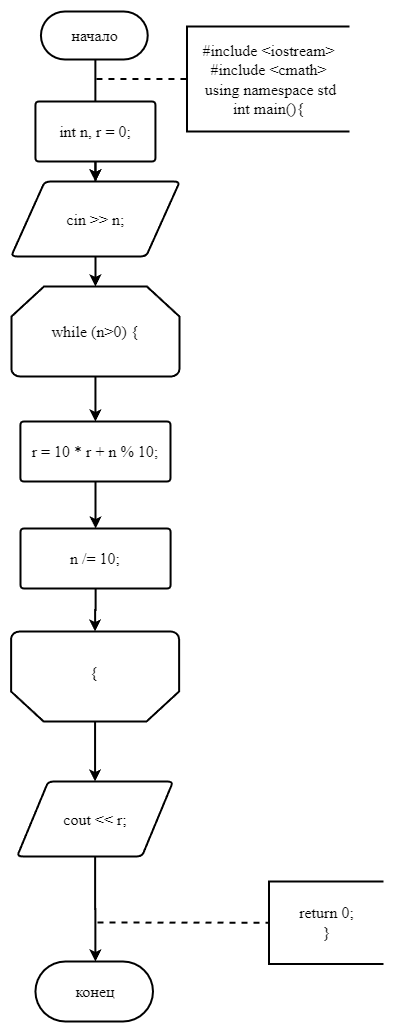 начало
#include <iostream>
#include <cmath>
using namespace std
int main(){
int n, r = 0;
cin >> n;
while (n>0) {
r = 10 * r + n % 10;
n /= 10;
{
cout << r;
return 0;
}
конец